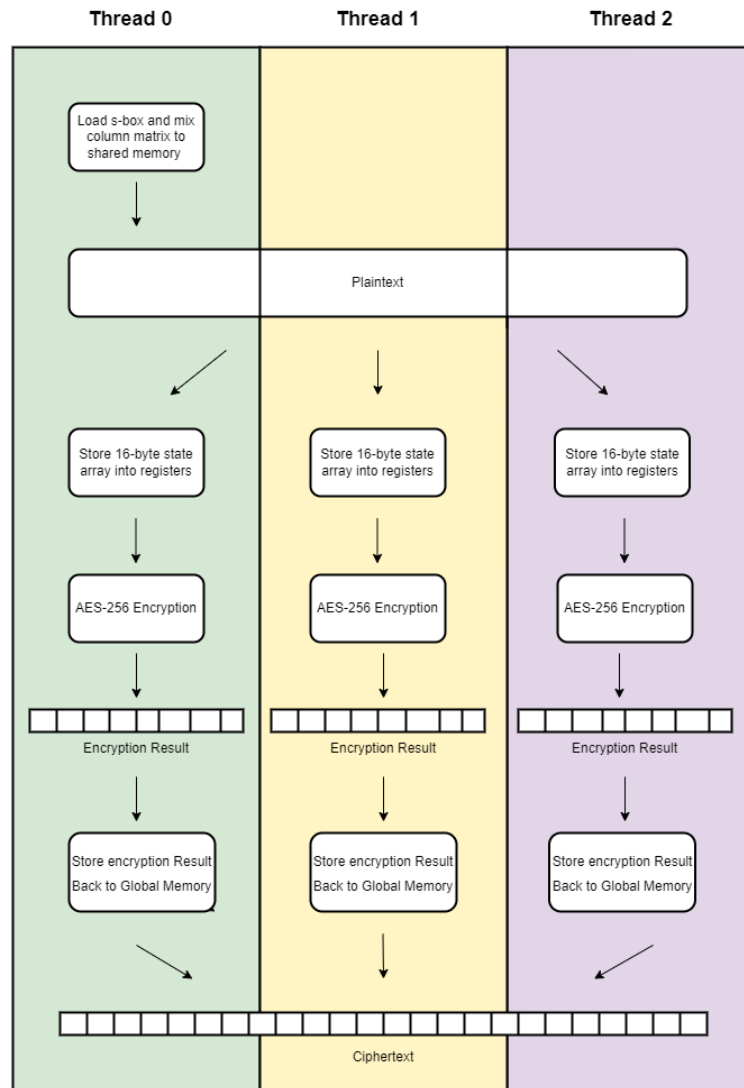 Thread 0
Thread 1
Thread 2
Load s-box and mix
column matrix to
shared memory
Plaintext
Store 16-byte state
array into registers
Store 16-byte state
array into registers
Store 16-byte state
array into registers
AES-256 Encryption
AES-256 Encryption
AES-256 Encryption
Encryption Result
Encryption Result
Encryption Result
Store encryption Result
Back to Global Memory
Store encryption Result
Back to Global Memory
Store encryption Result
Back to Global Memory
Ciphertext